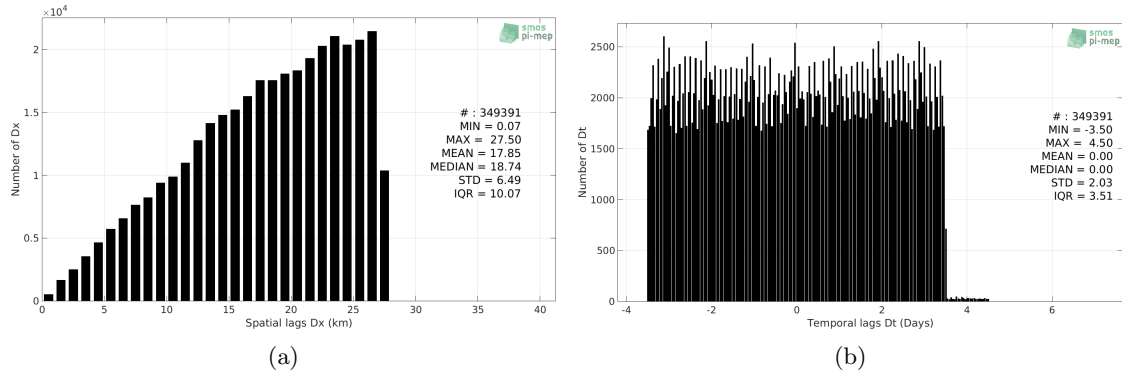 ×10⁴
2
1.5
1
0.5
0
Number of Dx
smos
pi-mep
# : 349391
MIN = 0.07
MAX = 27.50
MEAN = 17.85
MEDIAN = 18.74
STD = 6.49
IQR = 10.07
0 5 10 15 20 25 30 35 40
Spatial lags Dx (km)
(a)
2500
2000
1500
1000
500
0
Number of Dt
smos
pi-mep
# : 349391
MIN = -3.50
MAX = 4.50
MEAN = 0.00
MEDIAN = 0.00
STD = 2.03
IQR = 3.51
-4 -2 0 2 4 6
Temporal lags Dt (Days)
(b)